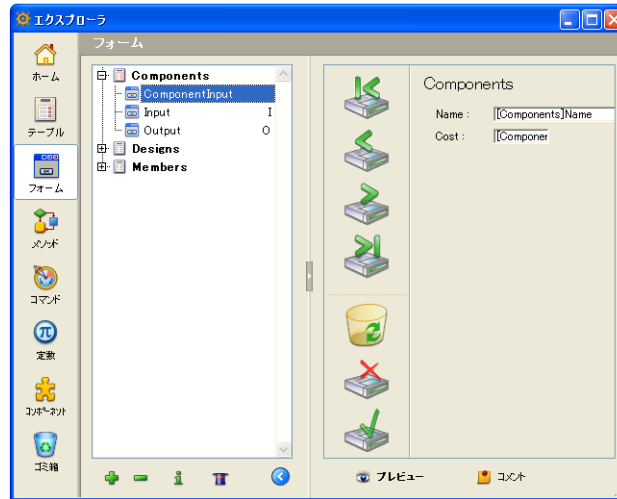 エクスプローラ
フォーム
ホーム
テーブル
フォーム
メソッド
コマンド
定数
コンポーネント
ゴミ箱
Components
ComponentInput
Input I
Output O
Designs
Members
Components
Name : [Components]Name
Cost : [Componer
プレビュー
コメント